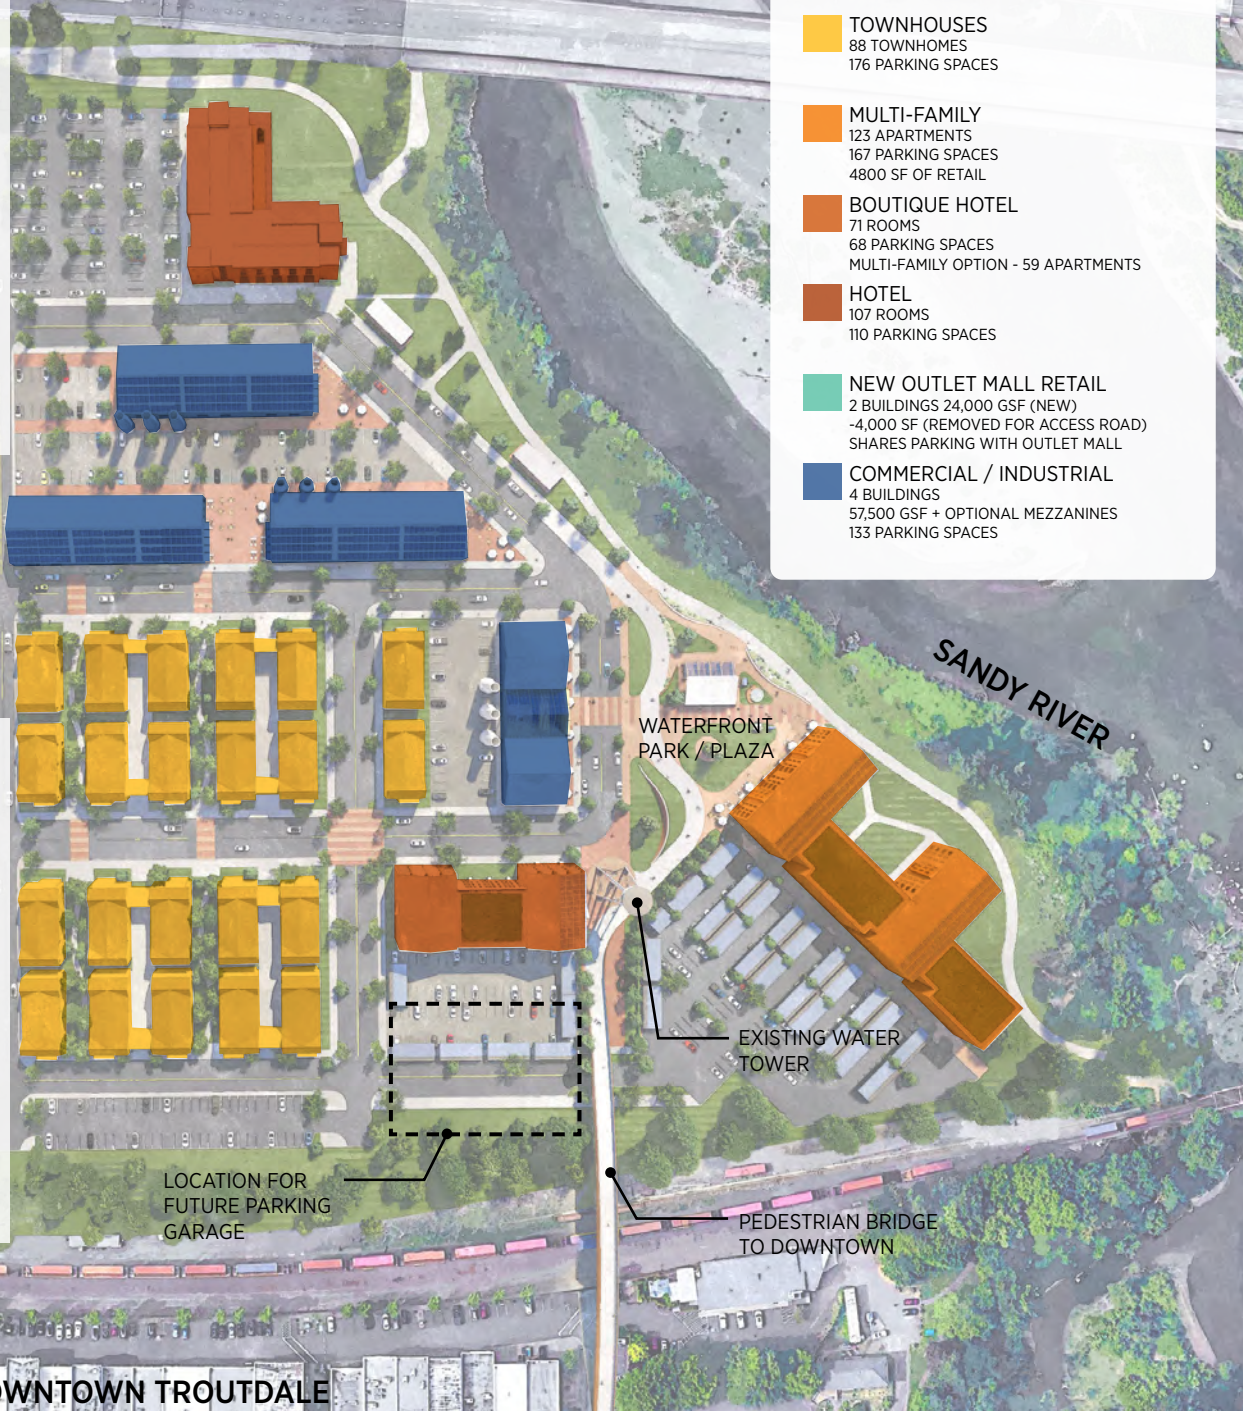 TOWNHOUSES
88 TOWNHOMES
176 PARKING SPACES
MULTI-FAMILY
123 APARTMENTS
167 PARKING SPACES
4800 SF OF RETAIL
BOUTIQUE HOTEL
71 ROOMS
68 PARKING SPACES
MULTI-FAMILY OPTION - 59 APARTMENTS
HOTEL
107 ROOMS
110 PARKING SPACES
NEW OUTLET MALL RETAIL
2 BUILDINGS 24,000 GSF (NEW)
-4,000 SF (REMOVED FOR ACCESS ROAD)
SHARES PARKING WITH OUTLET MALL
COMMERCIAL / INDUSTRIAL
4 BUILDINGS
57,500 GSF + OPTIONAL MEZZANINES
133 PARKING SPACES
SANDY RIVER
WATERFRONT
PARK / PLAZA
EXISTING WATER
TOWER
LOCATION FOR
FUTURE PARKING
GARAGE
PEDESTRIAN BRIDGE
TO DOWNTOWN
OWNTOWN TROUTDALE